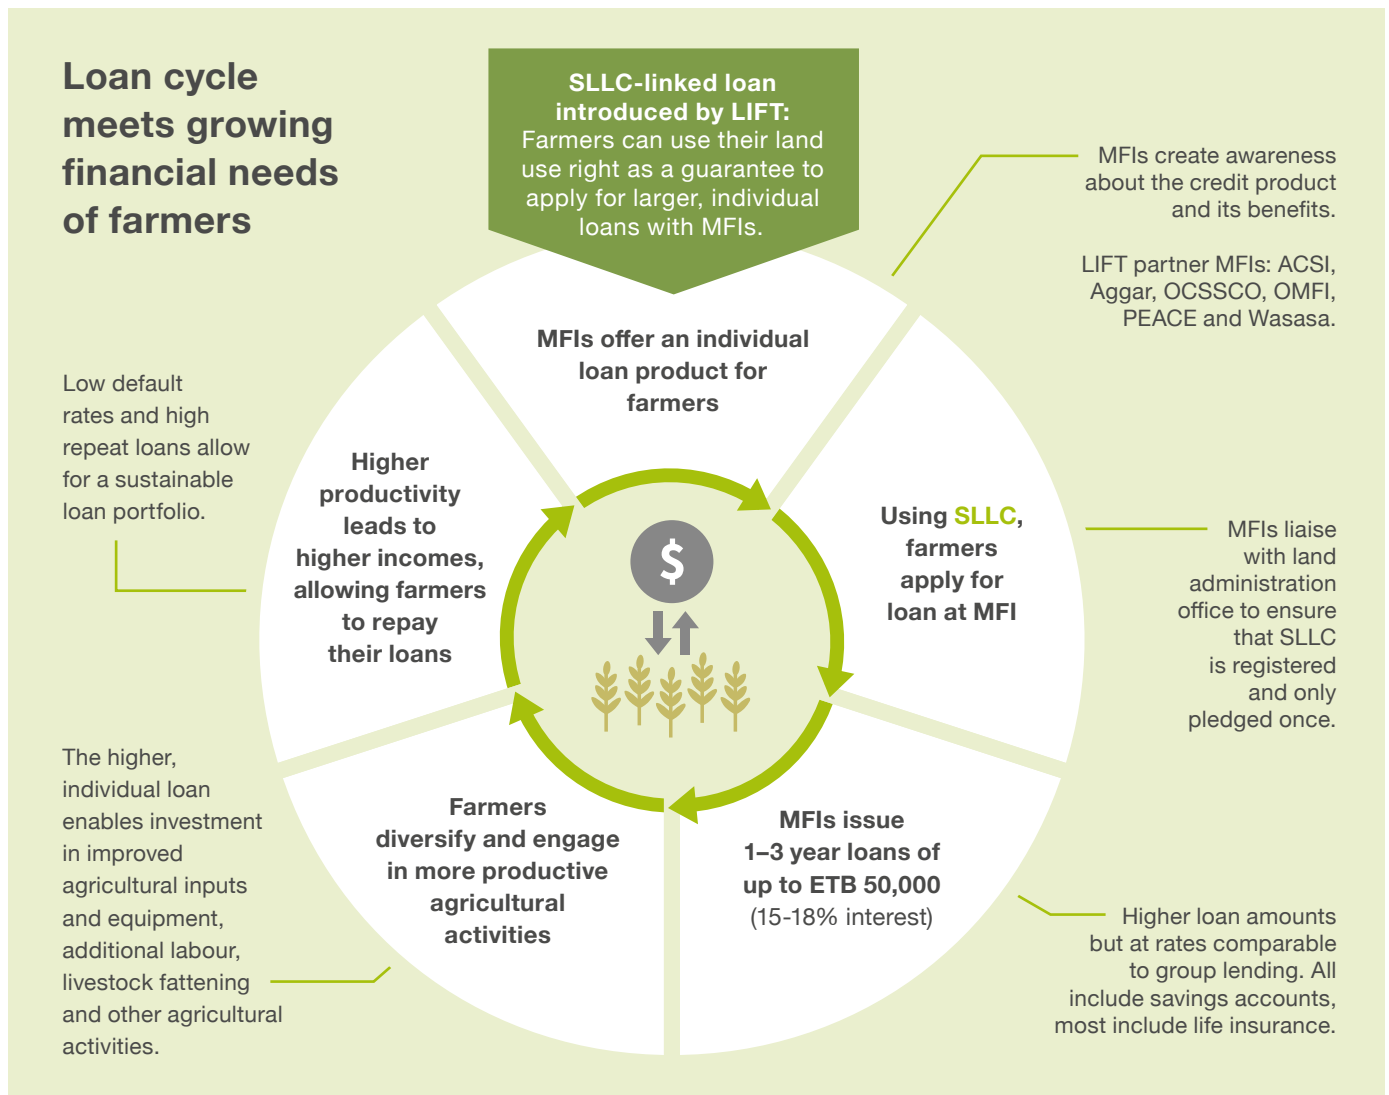 Loan cycle
meets growing
financial needs
of farmers
SLLC-linked loan
introduced by LIFT:
Farmers can use their land
use right as a guarantee to
apply for larger, individual
loans with MFIs.
MFIs create awareness
about the credit product
and its benefits.
LIFT partner MFIs: ACSI,
Aggar, OCSSCO, OMFI,
PEACE and Wasasa.
MFIs offer an individual
loan product for
farmers
Using SLLC,
farmers
apply for
loan at MFI
MFIs liaise
with land
administration
office to ensure
that SLLC
is registered
and only
pledged once.
MFIs issue
1–3 year loans of
up to ETB 50,000
(15-18% interest)
Higher loan amounts
but at rates comparable
to group lending. All
include savings accounts,
most include life insurance.
Farmers
diversify and engage
in more productive
agricultural
activities
The higher,
individual loan
enables investment
in improved
agricultural inputs
and equipment,
additional labour,
livestock fattening
and other agricultural
activities.
Higher
productivity
leads to
higher incomes,
allowing farmers
to repay
their loans
Low default
rates and high
repeat loans allow
for a sustainable
loan portfolio.
$